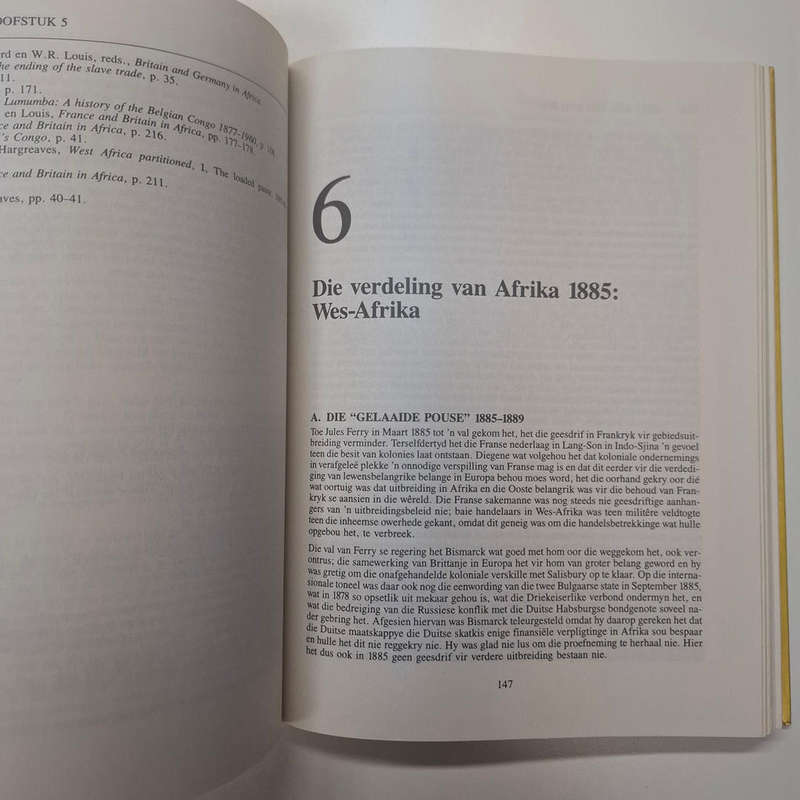 OOFSTUK 5
rd en W.R. Louis, reds., Britain and Germany in Africa,
he ending of the slave trade, p. 35.
11.
p. 171.
Lumumba: A history of the Belgian Congo 1877–1960, p. 108.
en Louis, France and Britain in Africa, pp. 177–178.
ce and Britain in Africa, p. 216.
's Congo, p. 41.
Hargreaves, West Africa partitioned, 1, The loaded pause,
ce and Britain in Africa, p. 211.
aves, pp. 40–41.
6
Die verdeling van Afrika 1885:
Wes-Afrika
A. DIE "GELAAIDE POUSE" 1885–1889
Toe Jules Ferry in Maart 1885 tot 'n val gekom het, het die geesdrif in Frankryk vir gebiedsuit-
breiding verminder. Terselfdertyd het die Franse nederlaag in Lang-Son in Indo-Sjina 'n gevoel
teen die besit van kolonies laat ontstaan. Diegene wat volgehou het dat koloniale ondernemings
in verafgeleë plekke 'n onnodige verspilling van Franse mag is en dat dit eerder vir die verdedi-
ging van lewensbelangrike belange in Europa behou moes word, het die oorhand gekry oor dié
wat oortuig was dat uitbreiding in Afrika en die Ooste belangrik was vir die behoud van Fran-
kryk se aansien in die wêreld. Die Franse sakemanne was nog steeds nie geesdriftige aanhan-
gers van 'n uitbreidingsbeleid nie; baie handelaars in Wes-Afrika was teen militêre veldtogte
teen die inheemse owerhede gekant, omdat dit geneig was om die handelsbetrekkinge wat hulle
opgebou het, te verbreek.
Die val van Ferry se regering het Bismarck wat goed met hom oor die weggekom het, ook ver-
ontrus; die samewerking van Brittanje in Europa het vir hom van groter belang geword en hy
was gretig om die onafgehandelde koloniale verskille met Salisbury op te klaar. Op die interna-
sionale toneel was daar ook nog die eenwording van die twee Bulgaarse state in September 1885,
wat in 1878 so opsetlik uit mekaar gehou is, wat die Driekeiserlike verbond ondermyn het, en
wat die bedreiging van die Russiese konflik met die Duitse Habsburgse bondgenote soveel na-
der gebring het. Afgesien hiervan was Bismarck teleurgesteld omdat hy daarop gereken het dat
die Duitse maatskappye die Duitse skatkis enige finansiële verpligtinge in Afrika sou bespaar
en hulle het dit nie reggekry nie. Hy was glad nie lus om die proefneming te herhaal nie. Hier
het dus ook in 1885 geen geesdrif vir verdere uitbreiding bestaan nie.
147